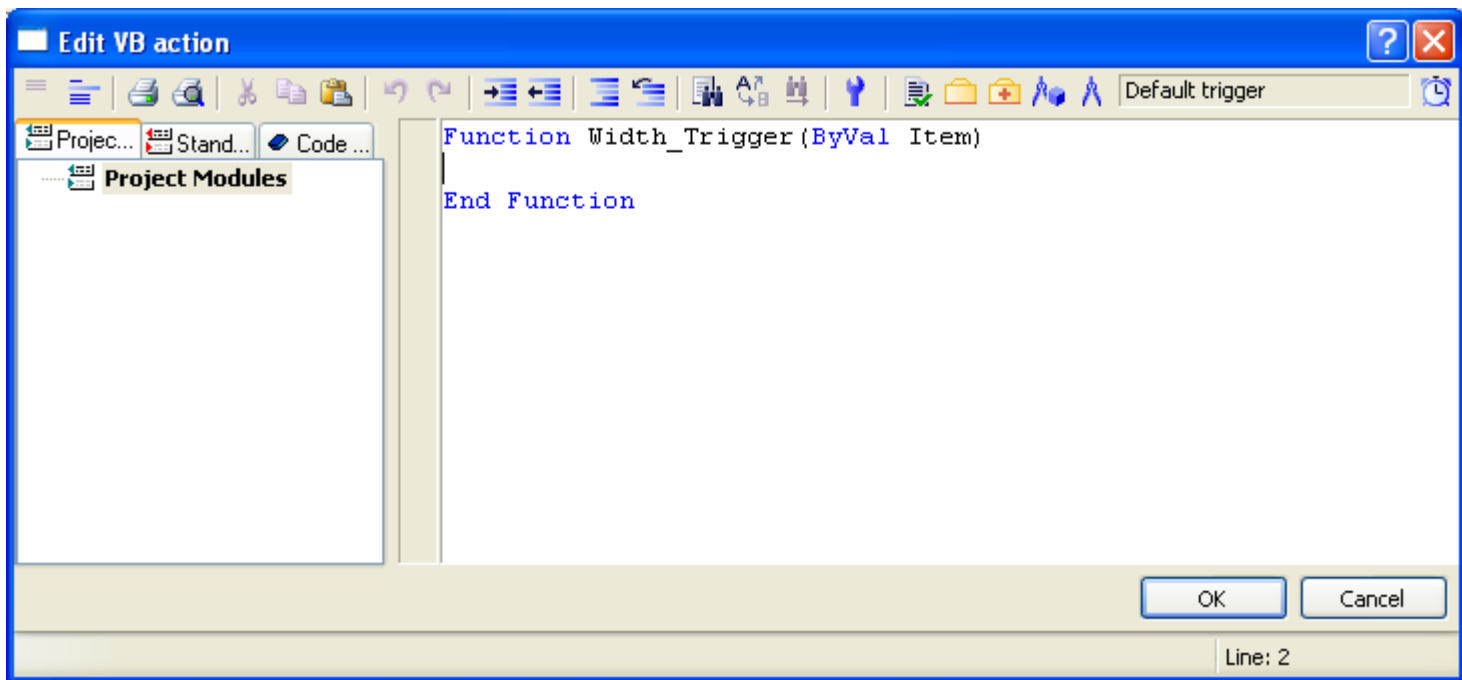 Edit VB action
Default trigger
Projec... Stand... Code ...
Project Modules
Function Width_Trigger(ByVal Item)
End Function
OK Cancel
Line: 2